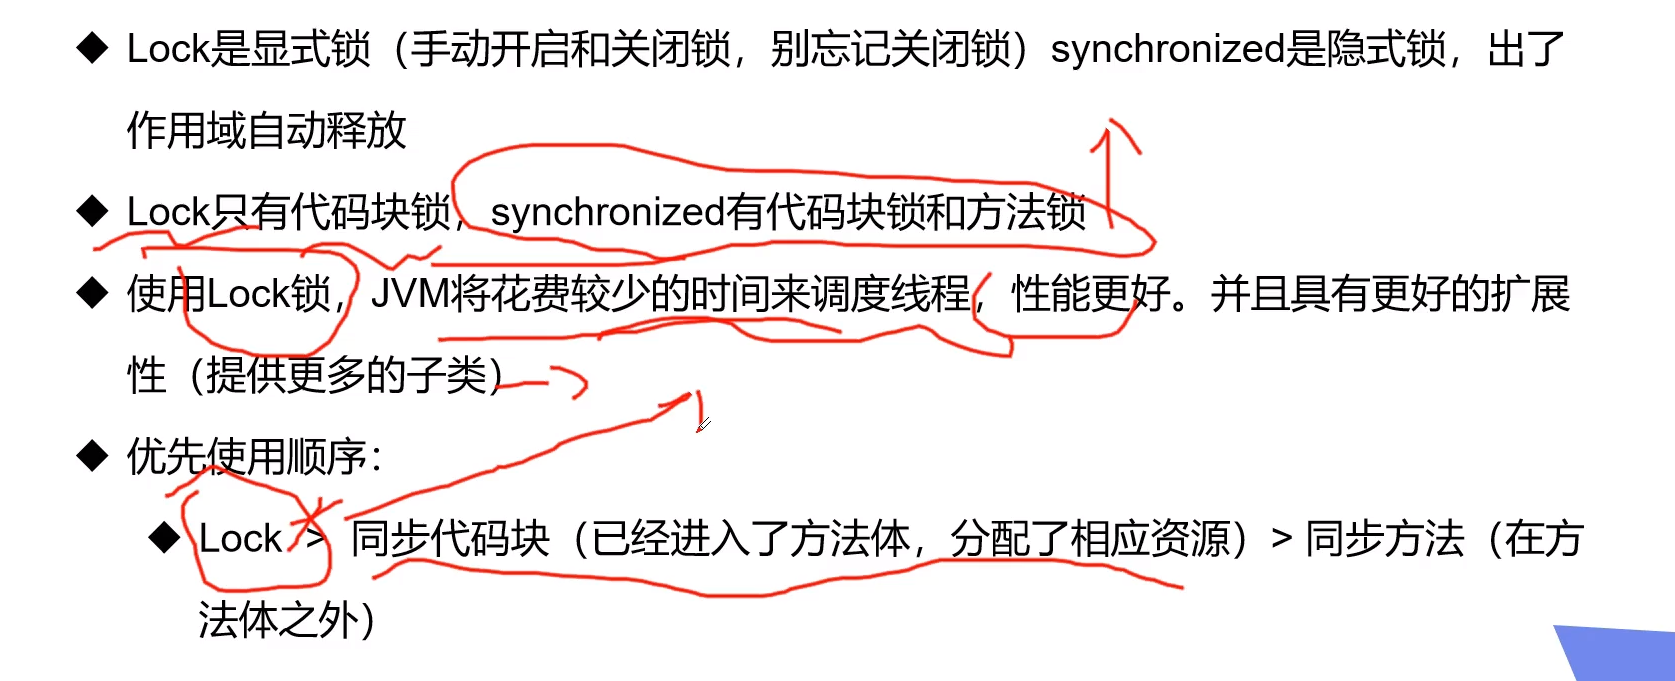 ◆ Lock是显式锁（手动开启和关闭锁，别忘记关闭锁）synchronized是隐式锁，出了
作用域自动释放
◆ Lock只有代码块锁，synchronized有代码块锁和方法锁
◆ 使用Lock锁，JVM将花费较少的时间来调度线程，性能更好。并且具有更好的扩展
性（提供更多的子类）
◆ 优先使用顺序：
◆ Lock > 同步代码块（已经进入了方法体，分配了相应资源）> 同步方法（在方
法体之外）